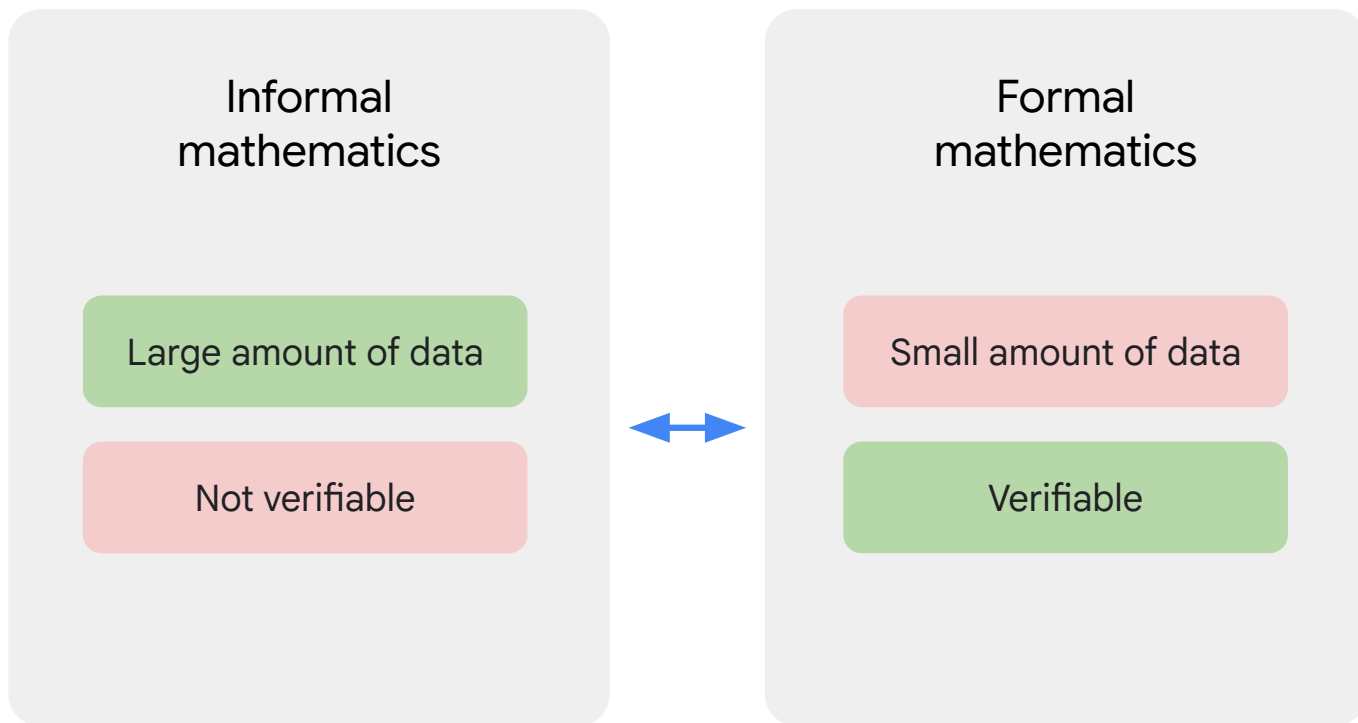 Informal
mathematics
Large amount of data
Not verifiable
Formal
mathematics
Small amount of data
Verifiable